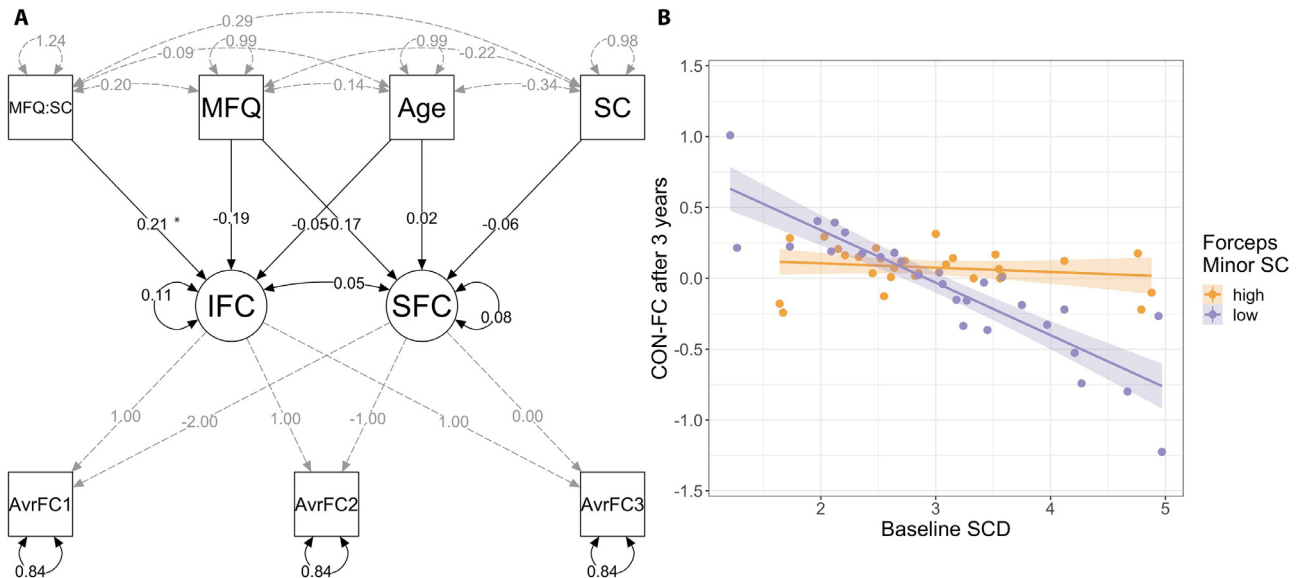 A
0.29
1.24
0.99
0.99
0.98
-0.09
-0.22
-0.20
0.14
-0.34
MFQ:SC
MFQ
Age
SC
0.21 *
-0.19
-0.05
-0.17
0.02
-0.06
0.11
IFC
0.05
SFC
0.08
1.00
-2.00
1.00
-1.00
1.00
0.00
AvrFC1
AvrFC2
AvrFC3
0.84
0.84
0.84
B
CON-FC after 3 years
1.5
1.0
0.5
0.0
-0.5
-1.0
-1.5
2
3
4
5
Baseline SCD
Forceps
Minor SC
high
low